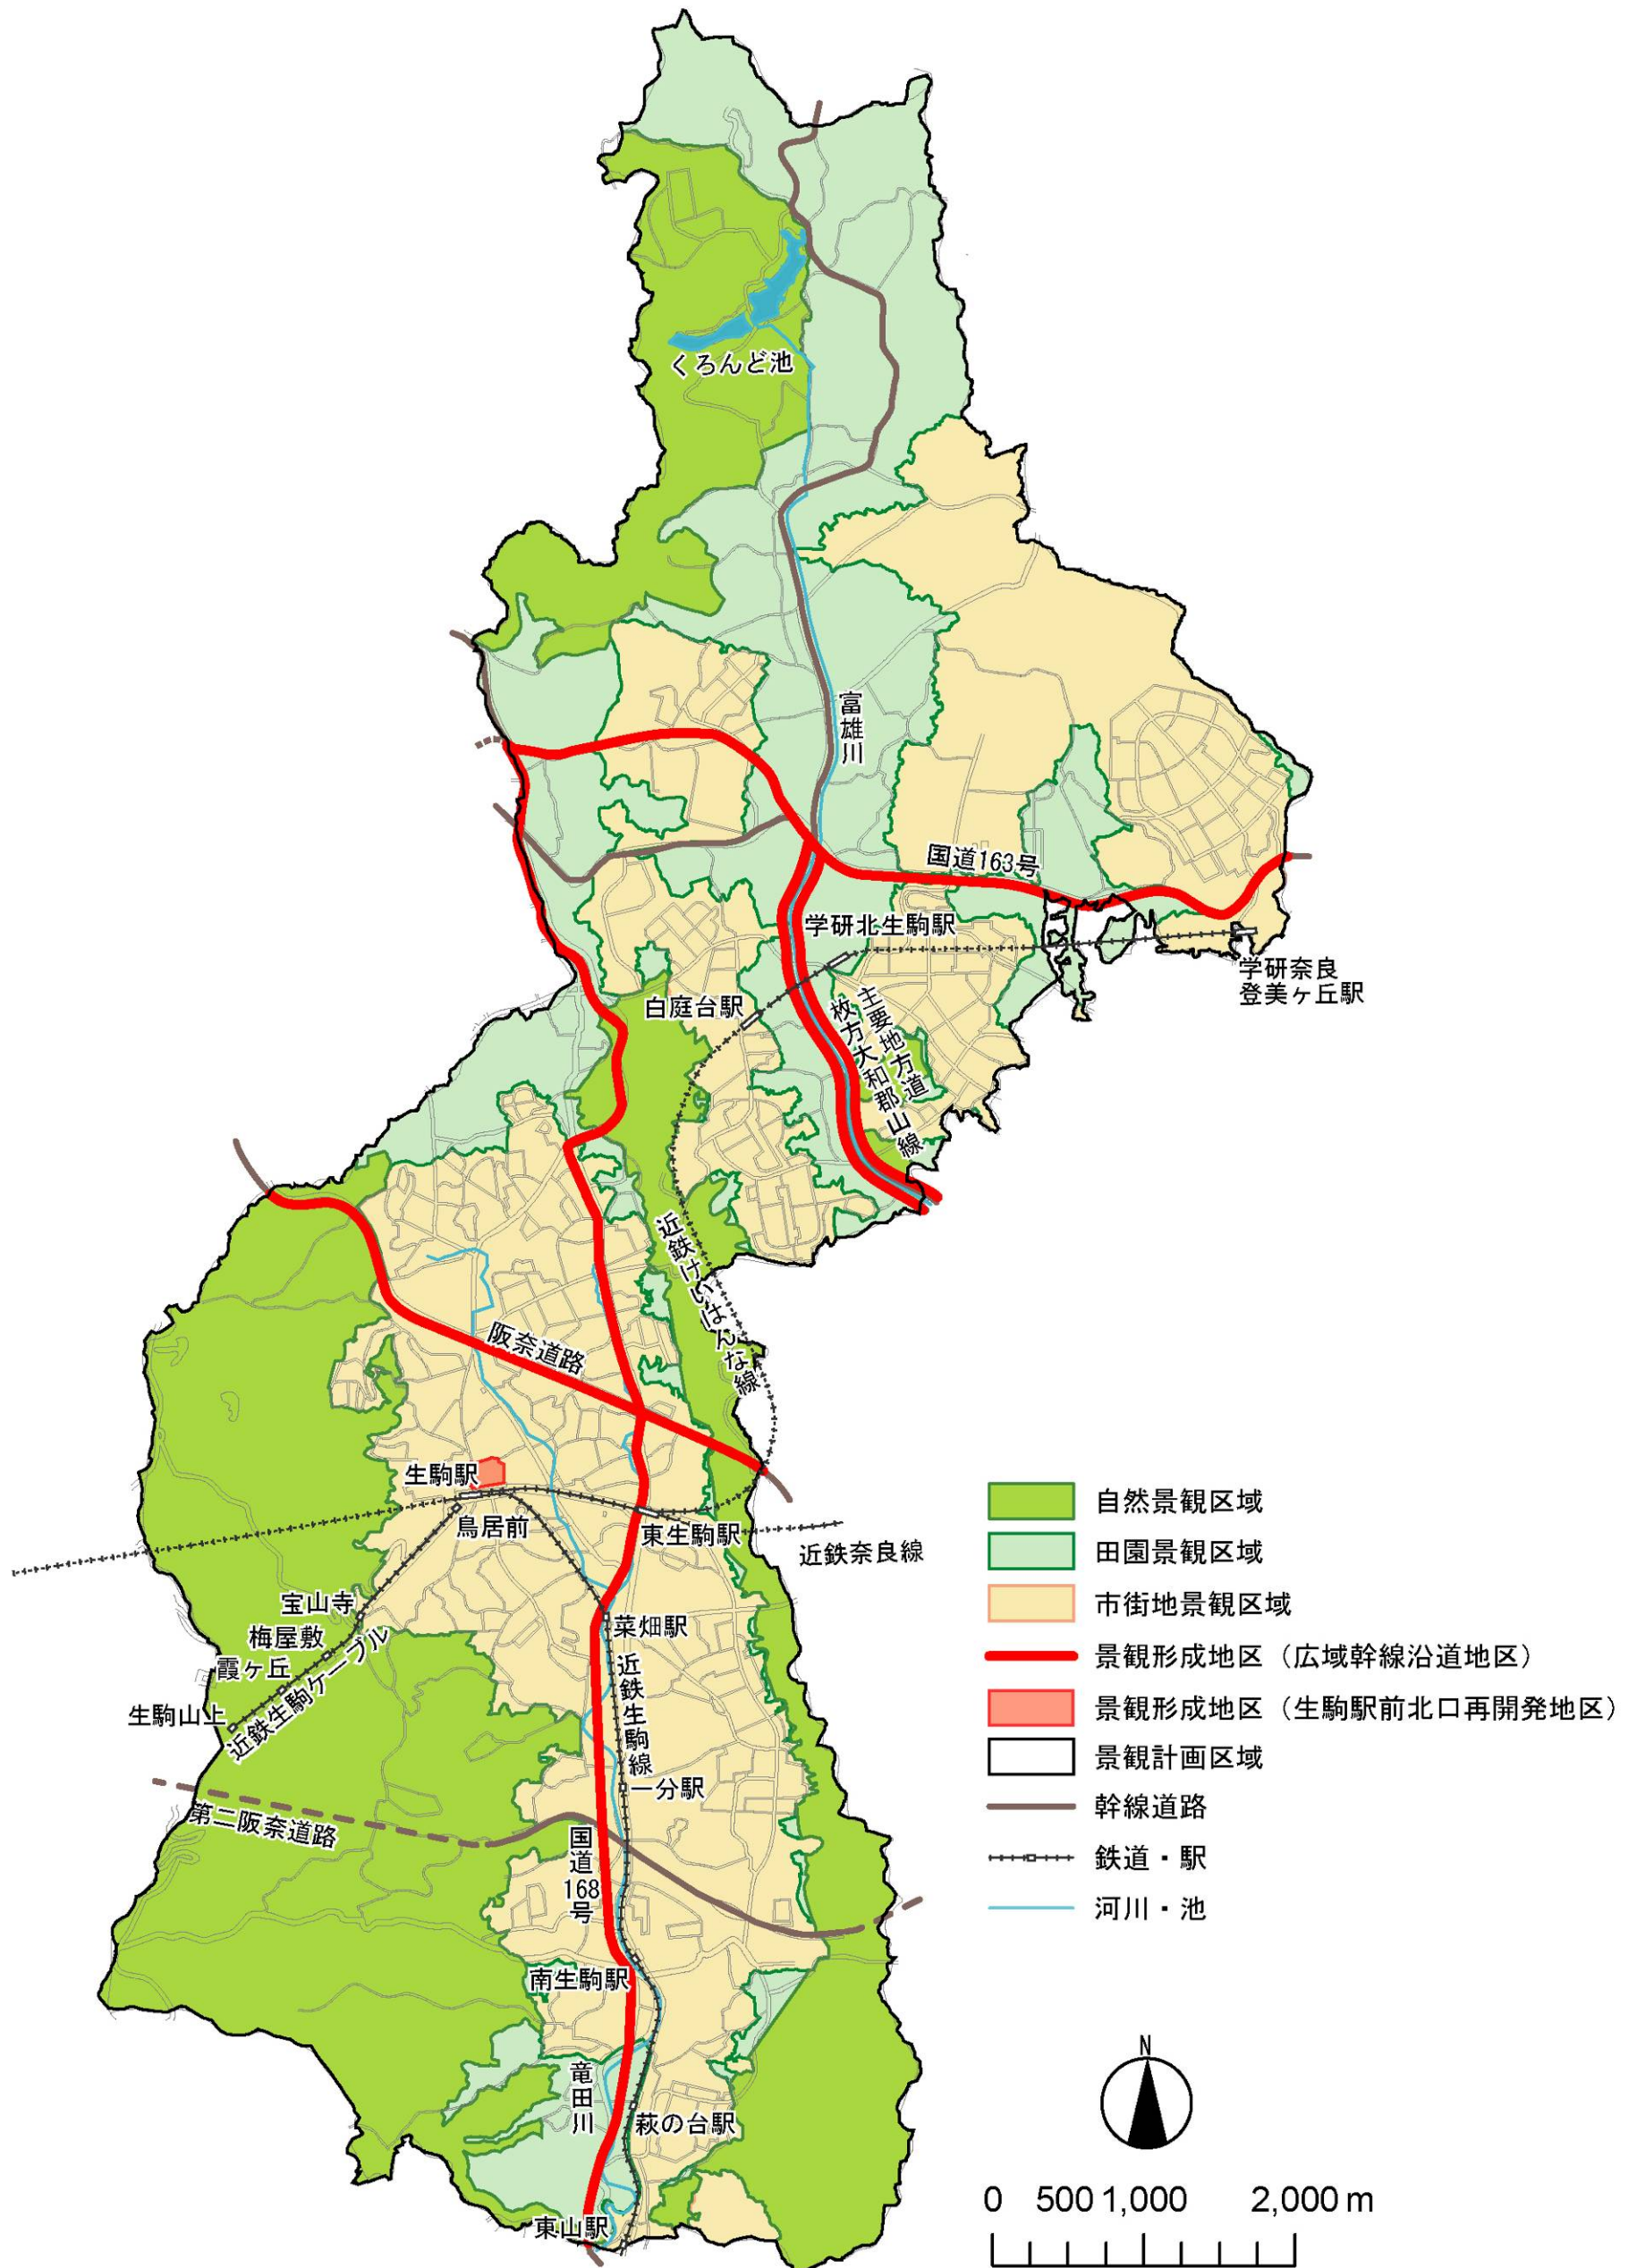 くろんど池
富雄川
国道163号
学研北生駒駅
学研奈良
登美ヶ丘駅
白庭台駅
主要地方道
枚方大和郡山線
近鉄けいはんな線
阪奈道路
生駒駅
鳥居前
東生駒駅
近鉄奈良線
宝山寺
梅屋敷
霞ヶ丘
生駒山上
近鉄生駒ケーブル
菜畑駅
近鉄生駒線
一分駅
第二阪奈道路
国道168号
南生駒駅
竜田川
萩の台駅
東山駅
自然景観区域
田園景観区域
市街地景観区域
景観形成地区（広域幹線沿道地区）
景観形成地区（生駒駅前北口再開発地区）
景観計画区域
幹線道路
鉄道・駅
河川・池
N
0 500 1,000 2,000 m